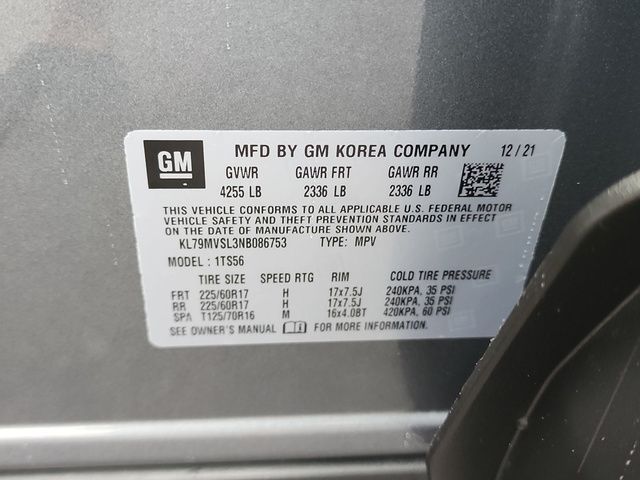 GM
MFD BY GM KOREA COMPANY 12/21
GVWR GAWR FRT GAWR RR
4255 LB 2336 LB 2336 LB
THIS VEHICLE CONFORMS TO ALL APPLICABLE U.S. FEDERAL MOTOR
VEHICLE SAFETY AND THEFT PREVENTION STANDARDS IN EFFECT
ON THE DATE OF MANUFACTURE SHOWN ABOVE.
KL79MVSL3NB086753 TYPE: MPV
MODEL : 1TS56
TIRE SIZE SPEED RTG RIM COLD TIRE PRESSURE
FRT 225/60R17 H 17x7.5J 240KPA, 35 PSI
RR 225/60R17 H 17x7.5J 240KPA, 35 PSI
SPA T125/70R16 M 16x4.0BT 420KPA, 60 PSI
SEE OWNER'S MANUAL FOR MORE INFORMATION.